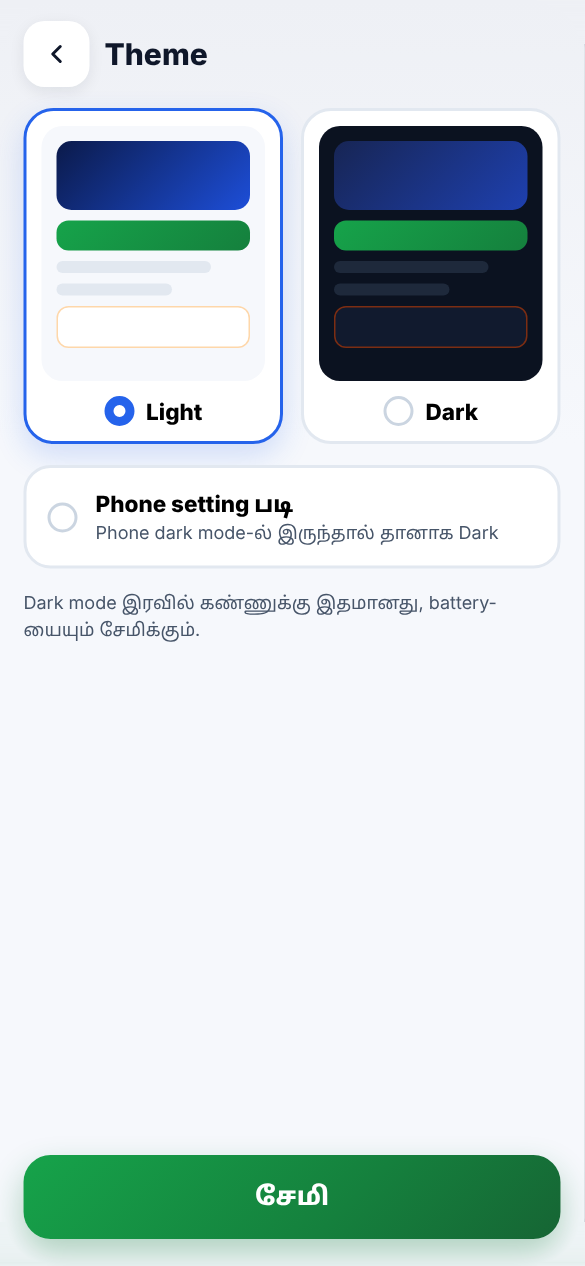 Theme
Light
Dark
Phone setting படி
Phone dark mode-ல் இருந்தால் தானாக Dark
Dark mode இரவில் கண்ணுக்கு இதமானது, battery-
யையும் சேமிக்கும்.
சேமி